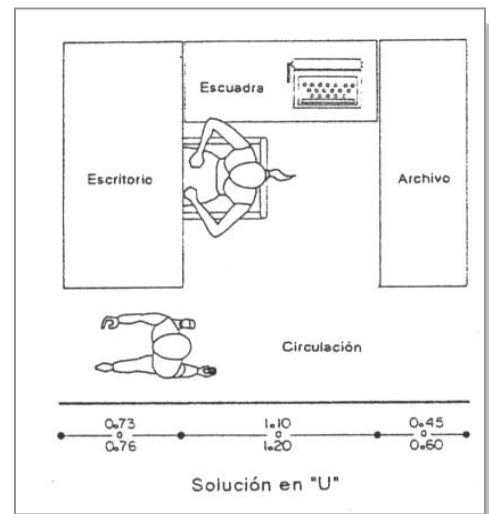 Escuadra
Escritorio
Archivo
Circulación
0.73 1.10 0.45
a a a
0.76 1.20 0.60
Solución en "U"